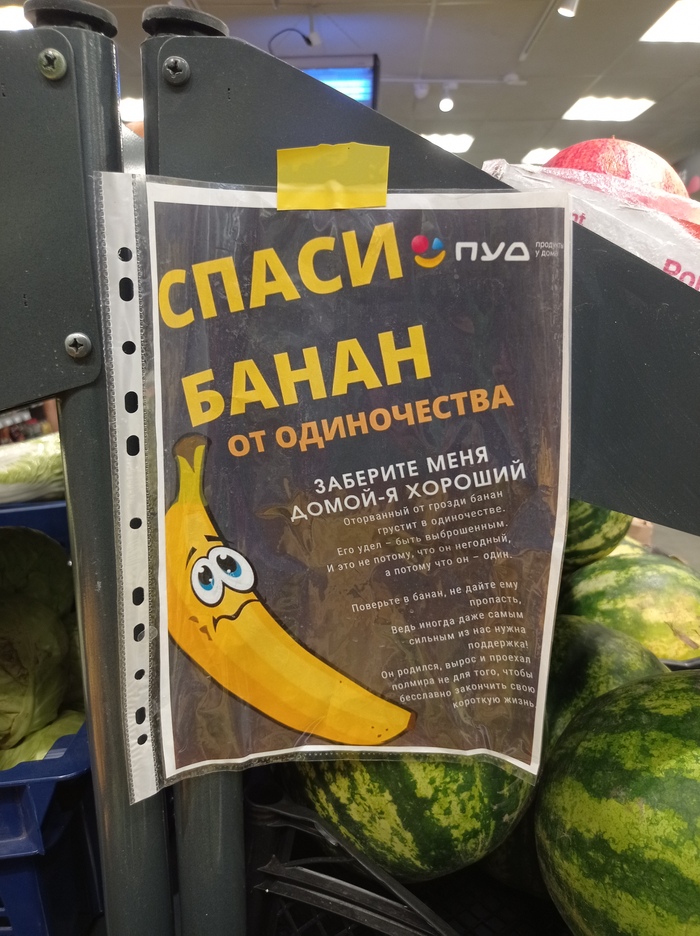 СПАСИ
ПУД
продукты
у дома
БАНАН
ОТ ОДИНОЧЕСТВА
ЗАБЕРИТЕ МЕНЯ
ДОМОЙ-Я ХОРОШИЙ
Оторванный от грозди банан
грустит в одиночестве.
Его удел – быть выброшенным.
И это не потому, что он негодный,
а потому что он – один.
Поверьте в банан, не дайте ему
пропасть,
Ведь иногда даже самым
сильным из нас нужна
поддержка!
Он родился, вырос и проехал
полмира не для того, чтобы
бесславно закончить свою
короткую жизнь